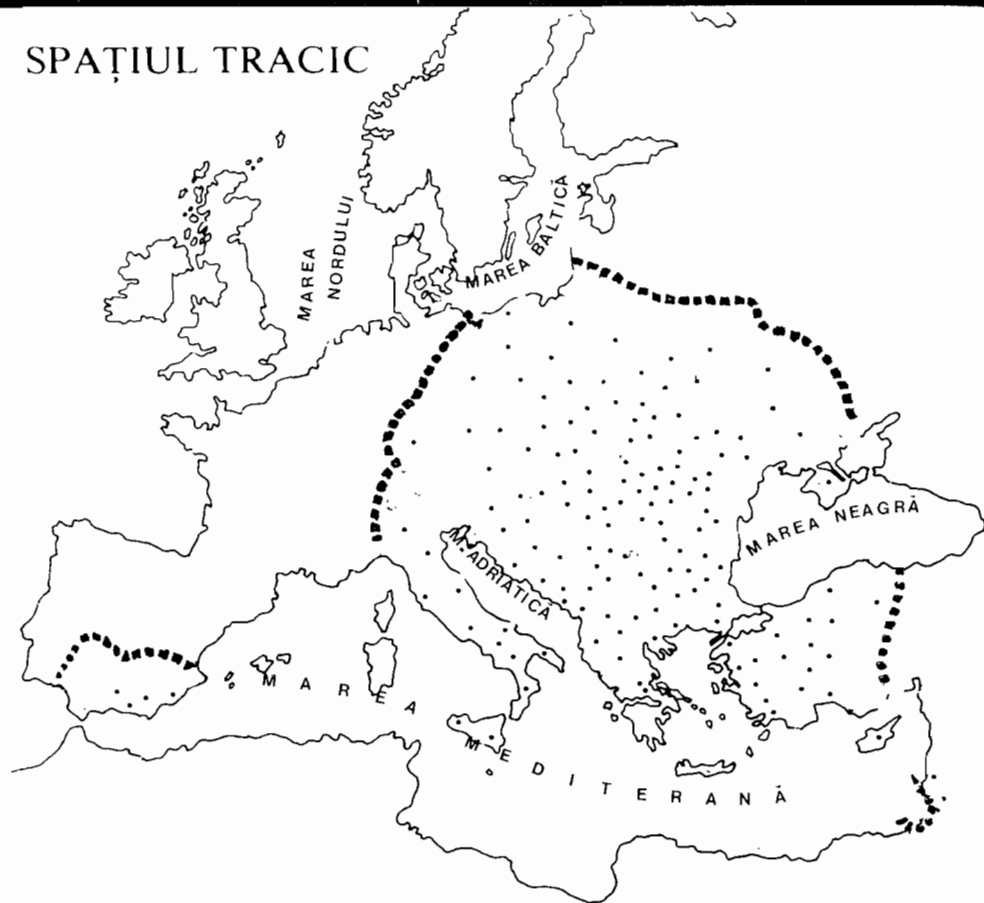 SPAȚIUL TRACIC
MAREA
NORDULUI
MAREA BALTICĂ
MAREA NEAGRĂ
M. ADRIATICĂ
MAREA
MEDITERANĂ